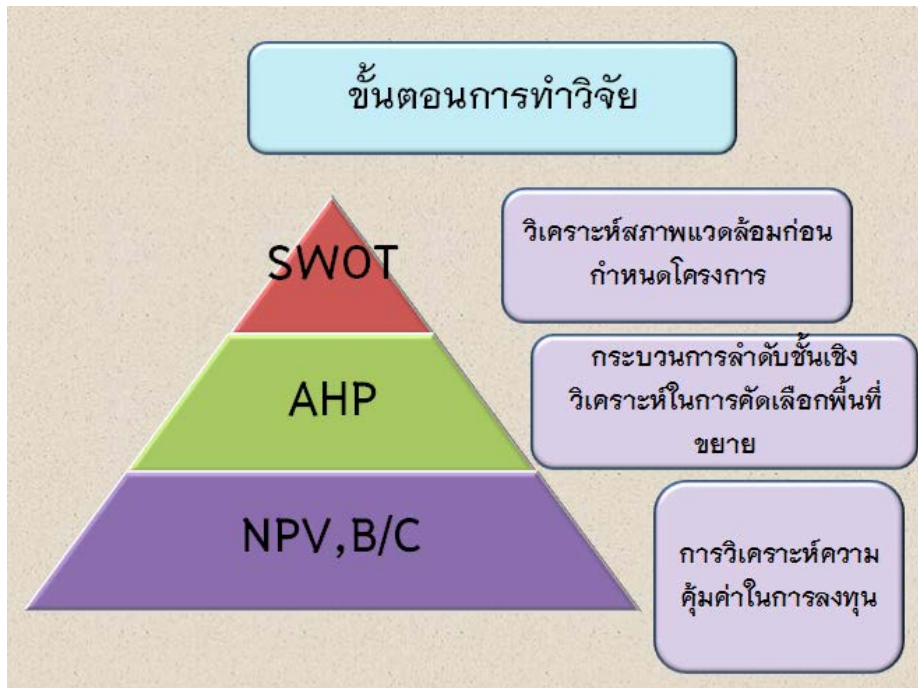 ขั้นตอนการทำวิจัย
SWOT
วิเคราะห์สภาพแวดล้อมก่อน
กำหนดโครงการ
AHP
กระบวนการลำดับชั้นเชิง
วิเคราะห์ในการคัดเลือกพื้นที่
ขยาย
NPV,B/C
การวิเคราะห์ความ
คุ้มค่าในการลงทุน